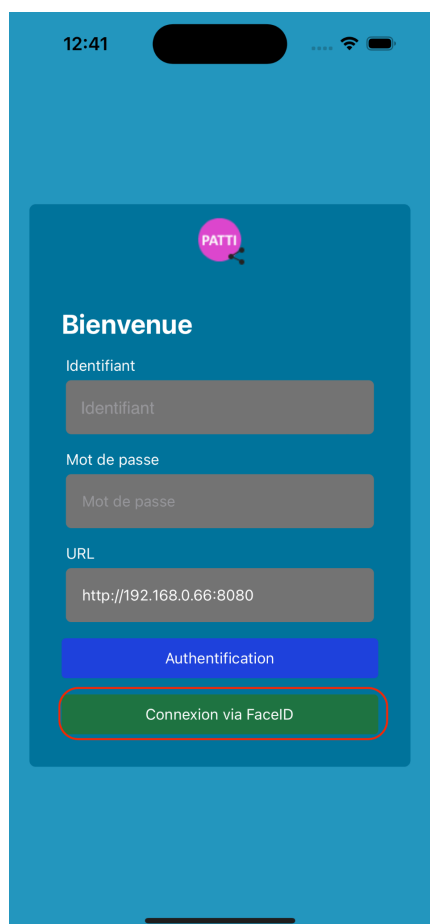 12:41
PATTI
Bienvenue
Identifiant
Identifiant
Mot de passe
Mot de passe
URL
http://192.168.0.66:8080
Authentification
Connexion via FaceID